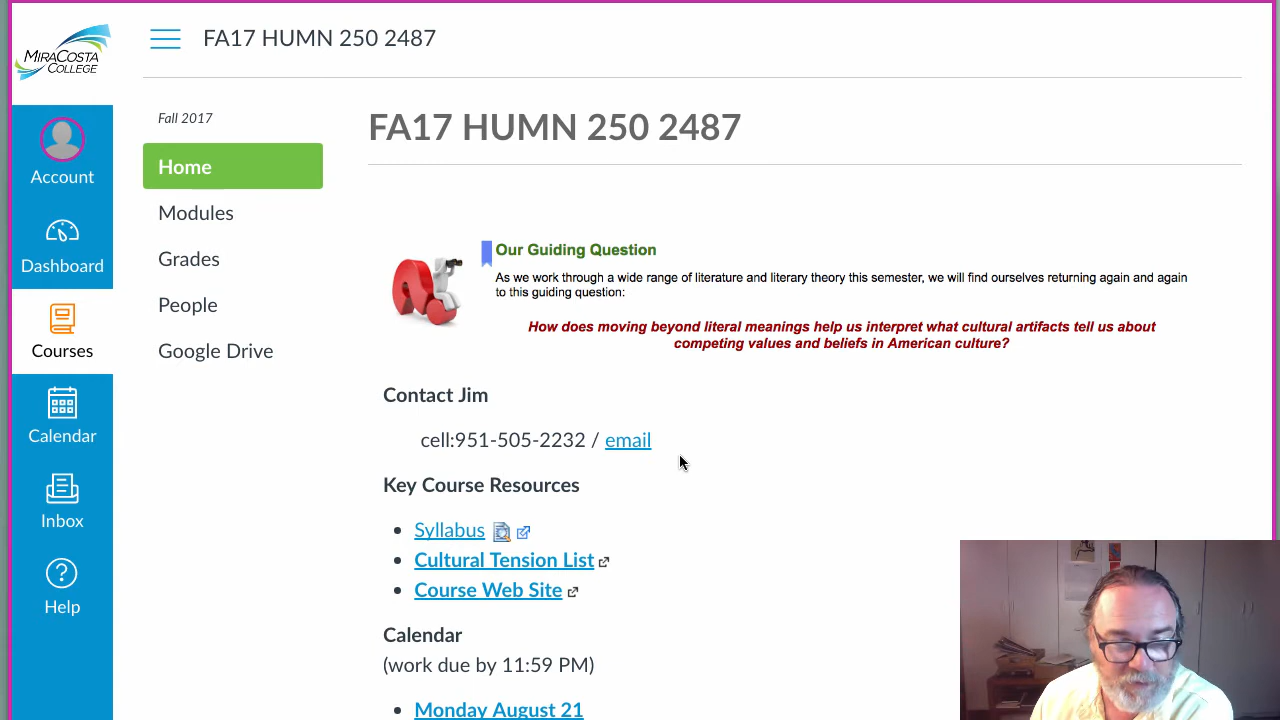 MIRACOSTA
COLLEGE
FA17 HUMN 250 2487
Account
Dashboard
Courses
Calendar
Inbox
Help
Fall 2017
Home
Modules
Grades
People
Google Drive
FA17 HUMN 250 2487
Our Guiding Question
As we work through a wide range of literature and literary theory this semester, we will find ourselves returning again and again
to this guiding question:
How does moving beyond literal meanings help us interpret what cultural artifacts tell us about
competing values and beliefs in American culture?
Contact Jim
cell:951-505-2232 / email
Key Course Resources
Syllabus
Cultural Tension List
Course Web Site
Calendar
(work due by 11:59 PM)
Monday August 21